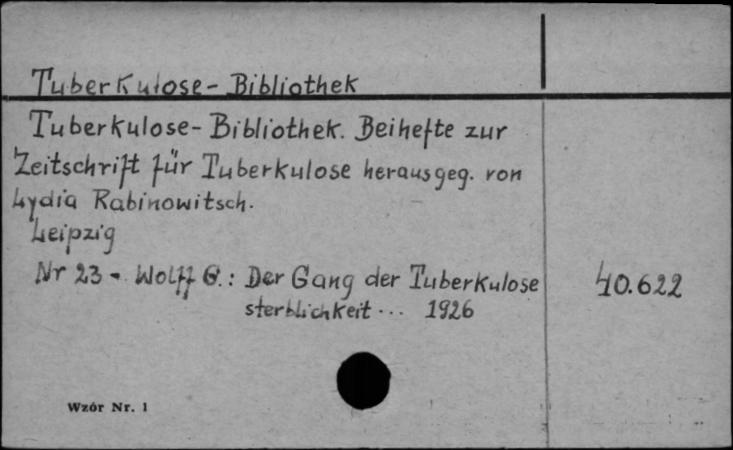 Tuberkulose - Bibliothek
Tuberkulose - Bibliothek. Beihefte zur
Zeitschrift für Tuberkulose herausgeg. von
Lydia Rabinowitsch.
Leipzig
Nr 23 - Wolff G.: Der Gang der Tuberkulose 40.622
sterblichkeit ... 1926
Wzór Nr. 1